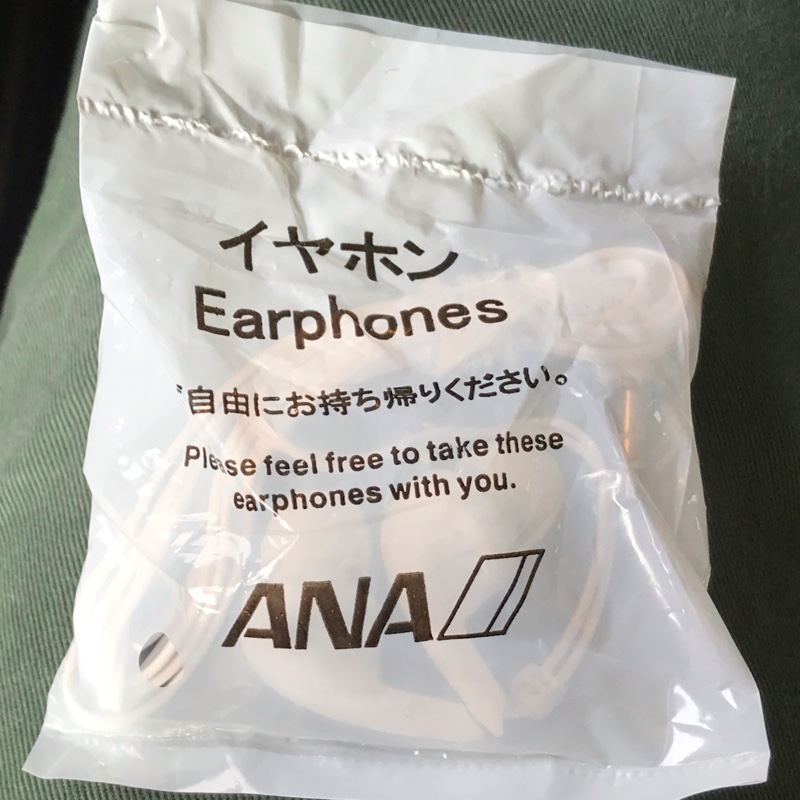 イヤホン
Earphones
ご自由にお持ち帰りください。
Please feel free to take these
earphones with you.
ANA